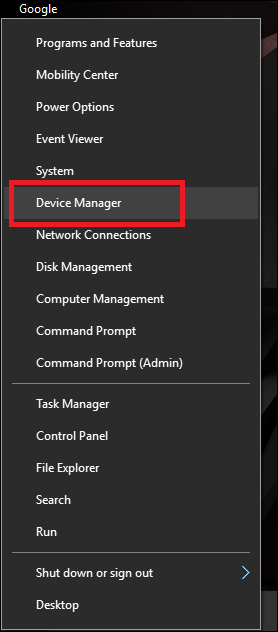 Google
Programs and Features
Mobility Center
Power Options
Event Viewer
System
Device Manager
Network Connections
Disk Management
Computer Management
Command Prompt
Command Prompt (Admin)
Task Manager
Control Panel
File Explorer
Search
Run
Shut down or sign out
Desktop